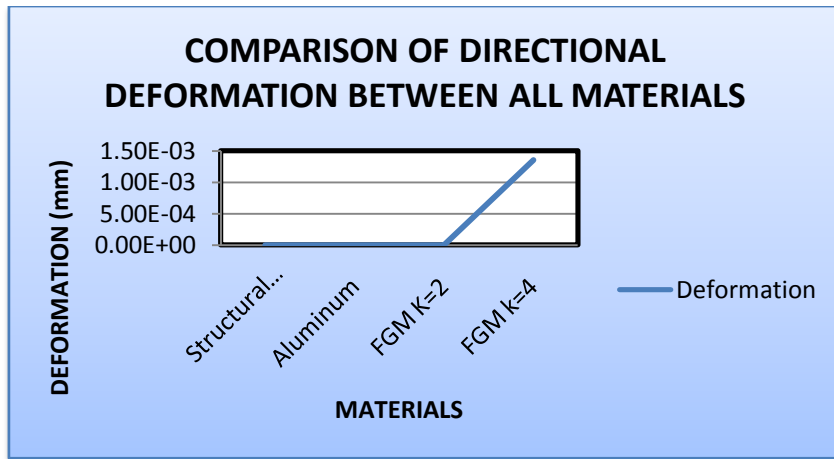 COMPARISON OF DIRECTIONAL
DEFORMATION BETWEEN ALL MATERIALS
DEFORMATION (mm)
1.50E-03
1.00E-03
5.00E-04
0.00E+00
Structural...
Aluminum
FGM K=2
FGM k=4
Deformation
MATERIALS